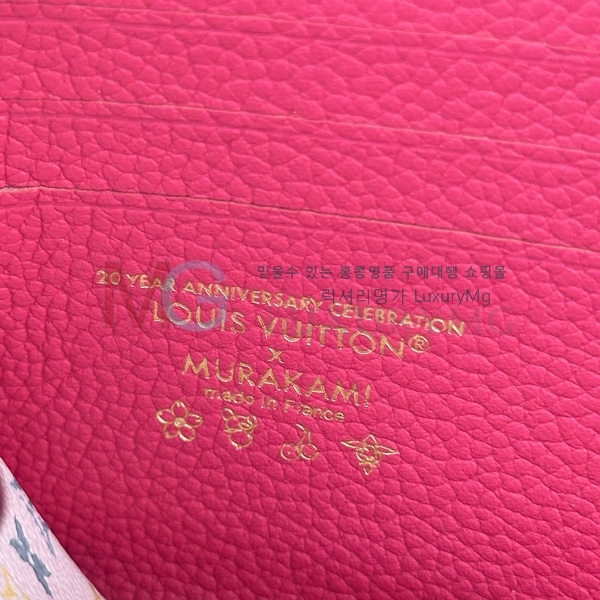 믿을수 있는 홍콩명품 구매대행 쇼핑몰
럭셔리명가 LuxuryMg
MG
20 YEAR ANNIVERSARY CELEBRATION
LOUIS VUITTON®
x
MURAKAMI
made in France